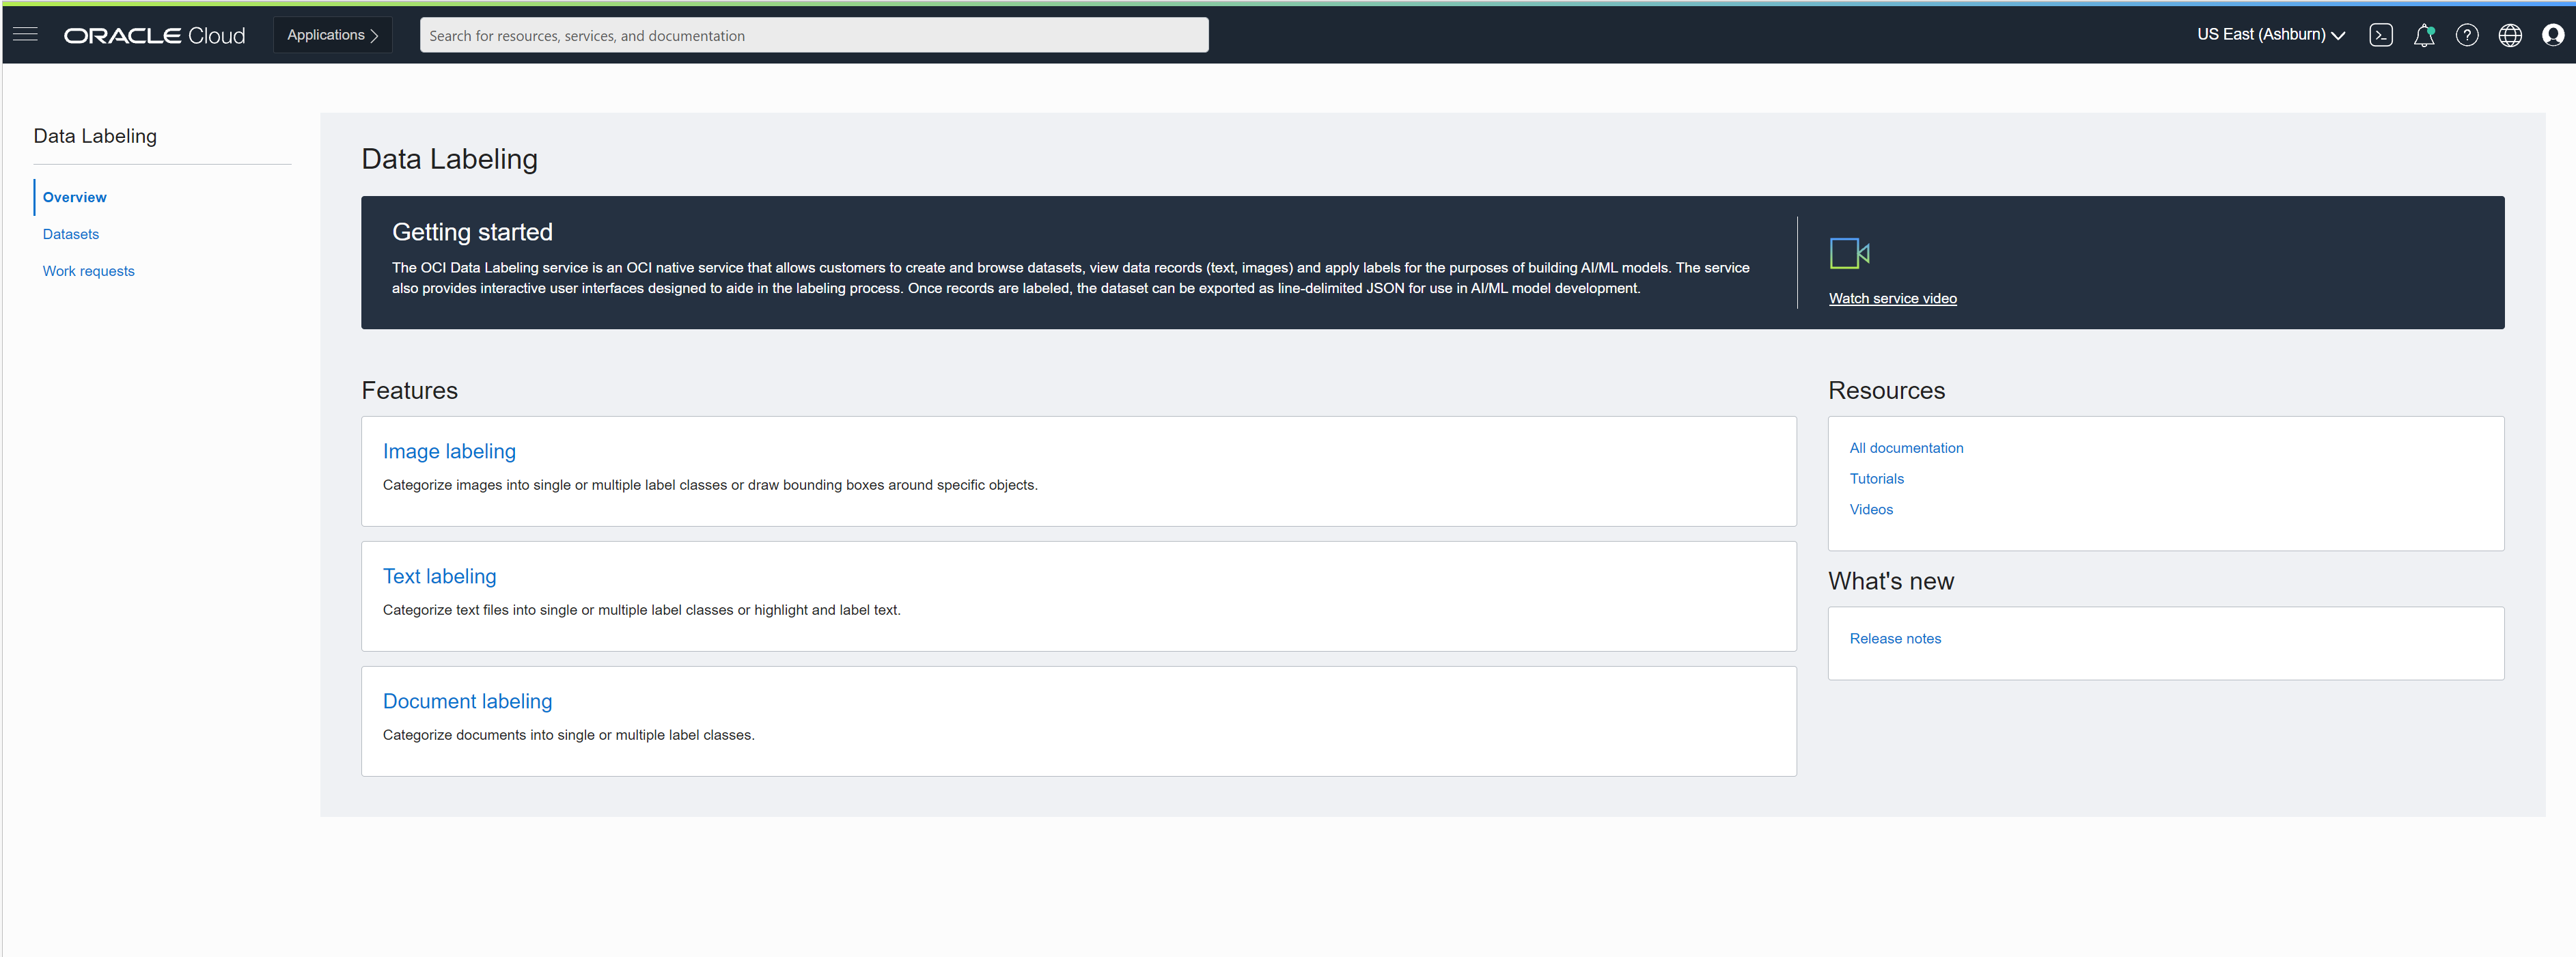 ORACLE Cloud
Applications
Search for resources, services, and documentation
US East (Ashburn)
Data Labeling
Overview
Datasets
Work requests
Data Labeling
Getting started
The OCI Data Labeling service is an OCI native service that allows customers to create and browse datasets, view data records (text, images) and apply labels for the purposes of building AI/ML models. The service
also provides interactive user interfaces designed to aide in the labeling process. Once records are labeled, the dataset can be exported as line-delimited JSON for use in AI/ML model development.
Watch service video
Features
Image labeling
Categorize images into single or multiple label classes or draw bounding boxes around specific objects.
Text labeling
Categorize text files into single or multiple label classes or highlight and label text.
Document labeling
Categorize documents into single or multiple label classes.
Resources
All documentation
Tutorials
Videos
What's new
Release notes